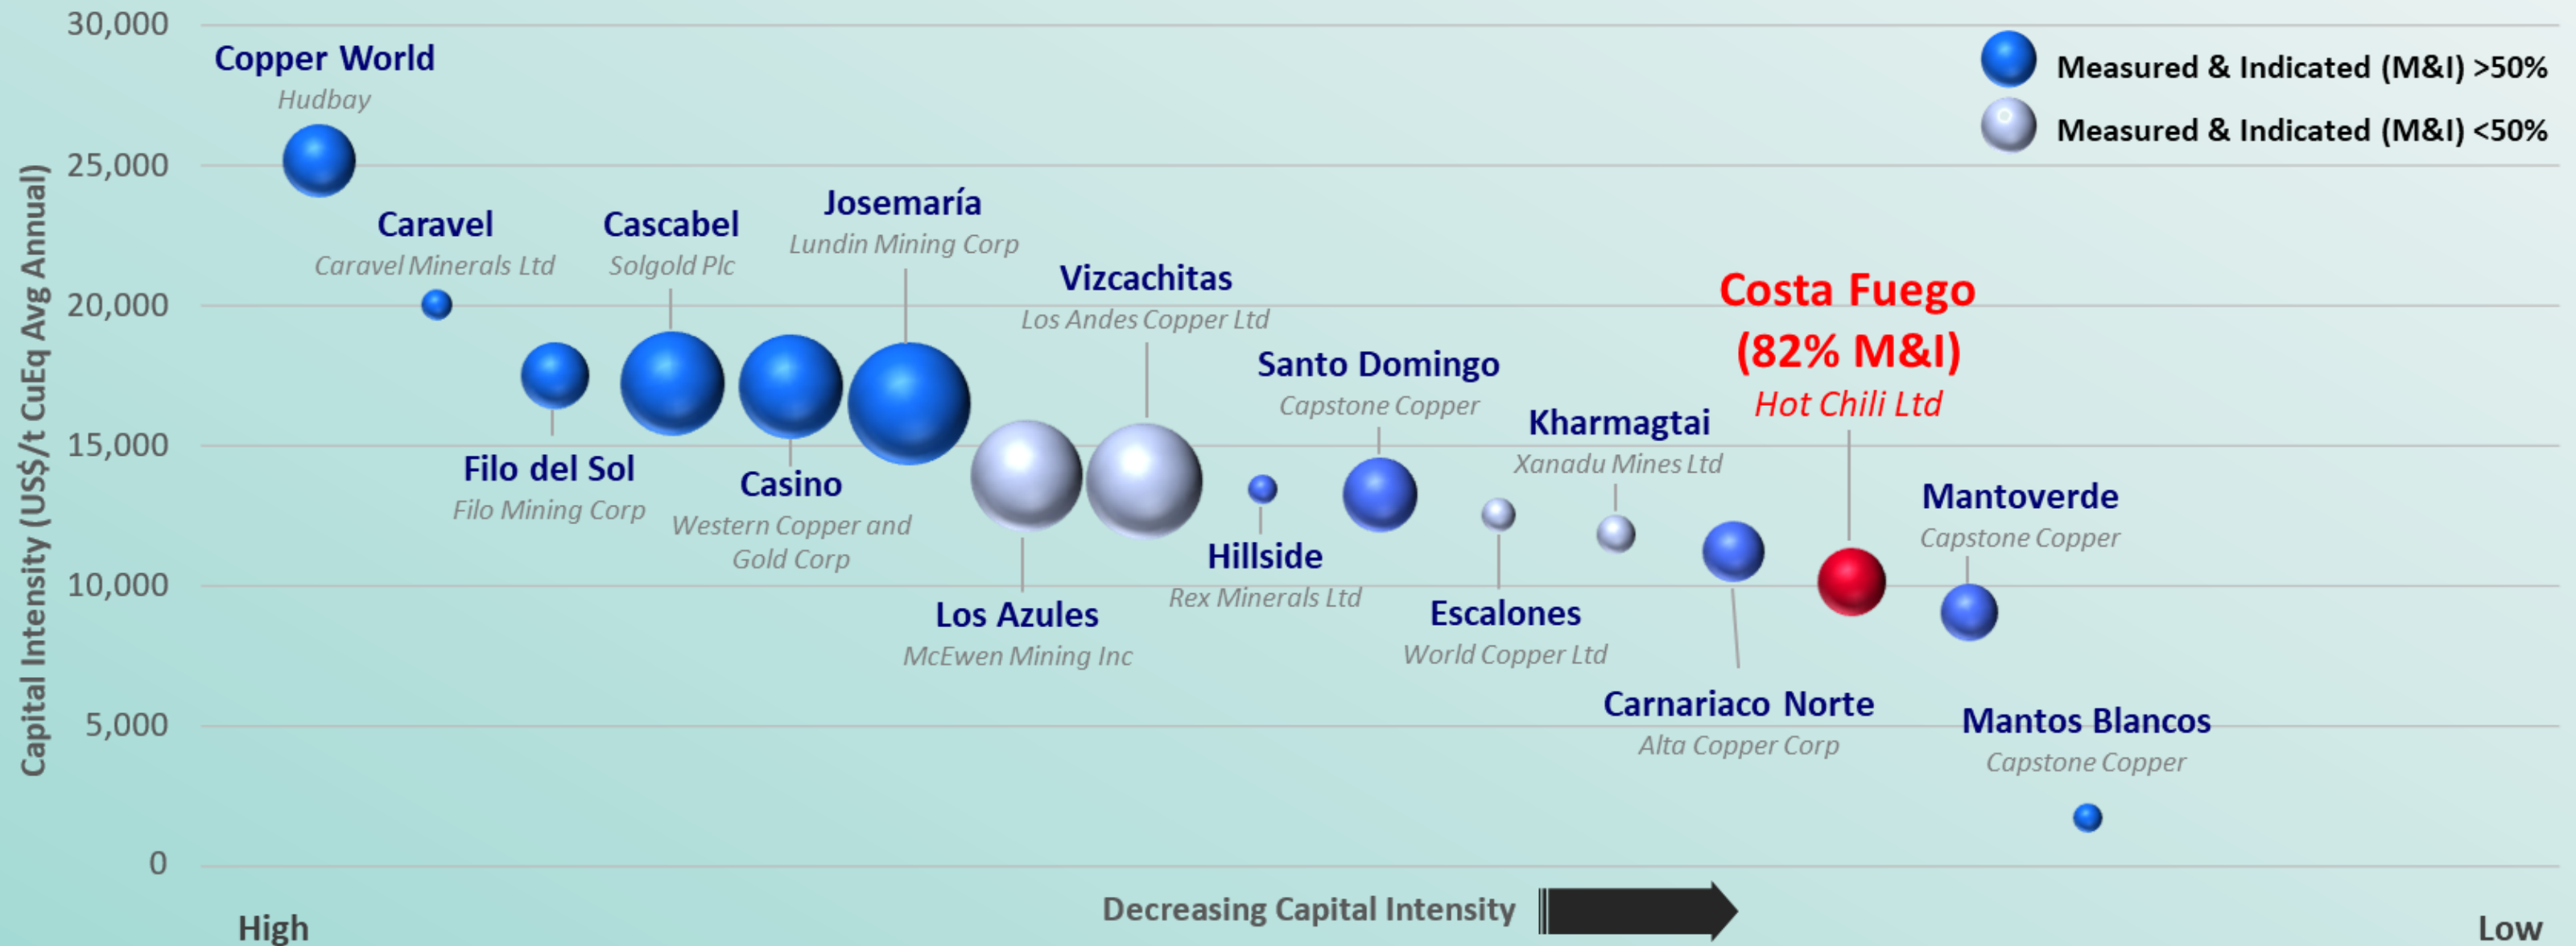 30,000
25,000
20,000
15,000
10,000
5,000
0
Capital Intensity (US$/t CuEq Avg Annual)
Measured & Indicated (M&I) >50%
Measured & Indicated (M&I) <50%
Copper World
Hudbay
Caravel
Caravel Minerals Ltd
Filo del Sol
Filo Mining Corp
Cascabel
Solgold Plc
Casino
Western Copper and
Gold Corp
Josemaría
Lundin Mining Corp
Los Azules
McEwen Mining Inc
Vizcachitas
Los Andes Copper Ltd
Hillside
Rex Minerals Ltd
Santo Domingo
Capstone Copper
Escalones
World Copper Ltd
Kharmagtai
Xanadu Mines Ltd
Carnariaco Norte
Alta Copper Corp
Costa Fuego
(82% M&I)
Hot Chili Ltd
Mantoverde
Capstone Copper
Mantos Blancos
Capstone Copper
High
Decreasing Capital Intensity
Low